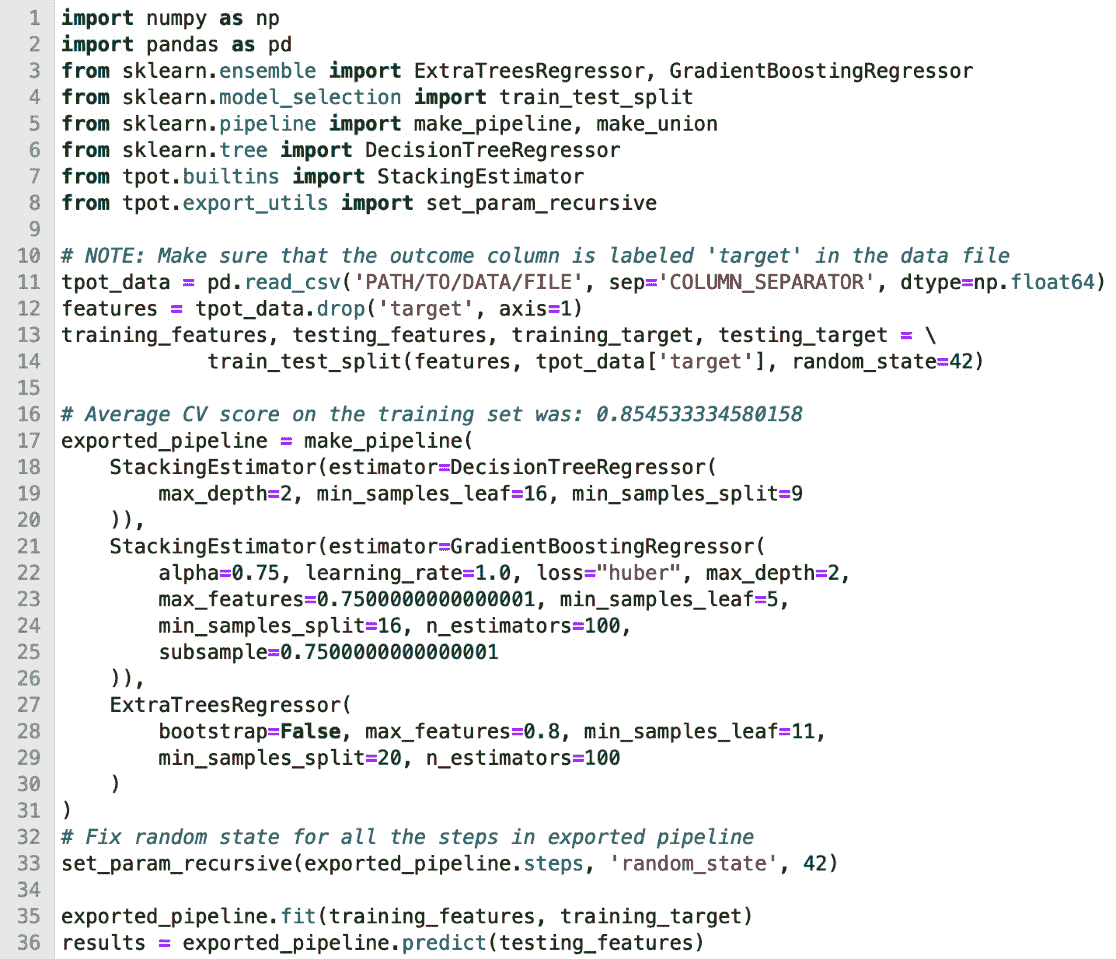 1 import numpy as np
2 import pandas as pd
3 from sklearn.ensemble import ExtraTreesRegressor, GradientBoostingRegressor
4 from sklearn.model_selection import train_test_split
5 from sklearn.pipeline import make_pipeline, make_union
6 from sklearn.tree import DecisionTreeRegressor
7 from tpot.builtins import StackingEstimator
8 from tpot.export_utils import set_param_recursive
9
10 # NOTE: Make sure that the outcome column is labeled 'target' in the data file
11 tpot_data = pd.read_csv('PATH/TO/DATA/FILE', sep='COLUMN_SEPARATOR', dtype=np.float64)
12 features = tpot_data.drop('target', axis=1)
13 training_features, testing_features, training_target, testing_target = \
14             train_test_split(features, tpot_data['target'], random_state=42)
15
16 # Average CV score on the training set was: 0.854533334580158
17 exported_pipeline = make_pipeline(
18     StackingEstimator(estimator=DecisionTreeRegressor(
19         max_depth=2, min_samples_leaf=16, min_samples_split=9
20     )),
21     StackingEstimator(estimator=GradientBoostingRegressor(
22         alpha=0.75, learning_rate=1.0, loss="huber", max_depth=2,
23         max_features=0.7500000000000001, min_samples_leaf=5,
24         min_samples_split=16, n_estimators=100,
25         subsample=0.7500000000000001
26     )),
27     ExtraTreesRegressor(
28         bootstrap=False, max_features=0.8, min_samples_leaf=11,
29         min_samples_split=20, n_estimators=100
30     )
31 )
32 # Fix random state for all the steps in exported pipeline
33 set_param_recursive(exported_pipeline.steps, 'random_state', 42)
34
35 exported_pipeline.fit(training_features, training_target)
36 results = exported_pipeline.predict(testing_features)